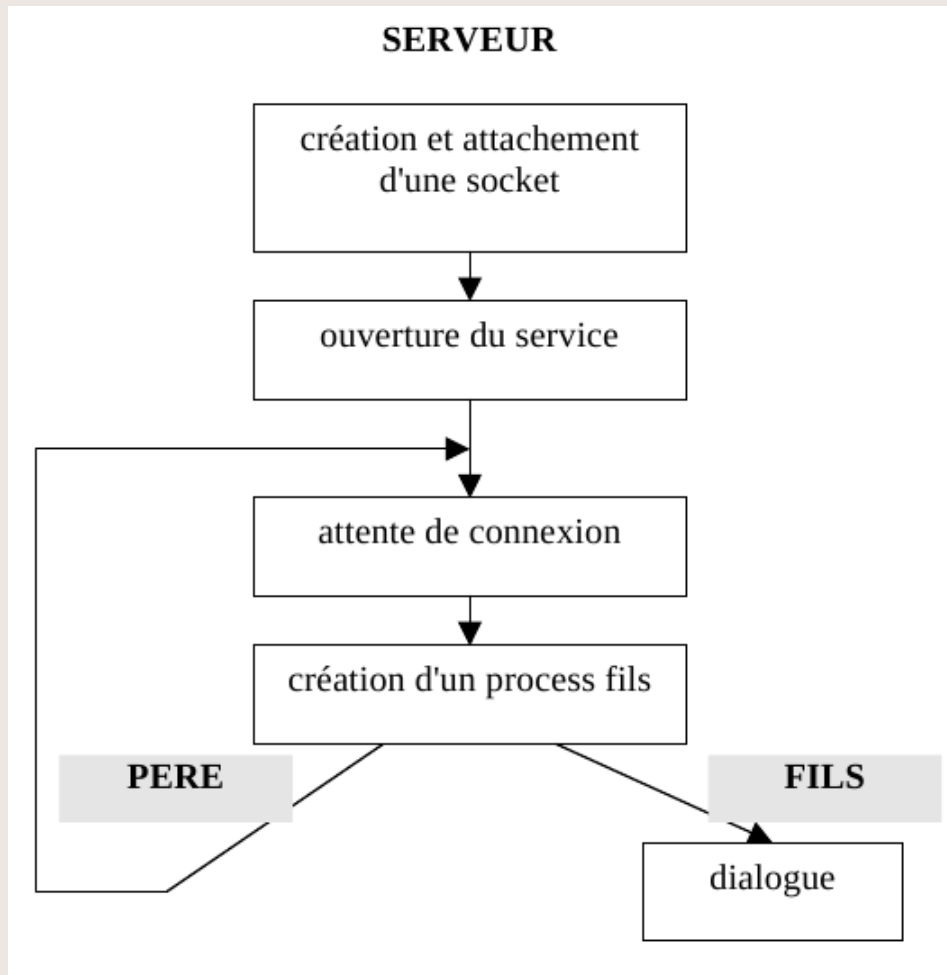 SERVEUR
création et attachement
d'une socket
ouverture du service
attente de connexion
création d'un process fils
PERE
FILS
dialogue